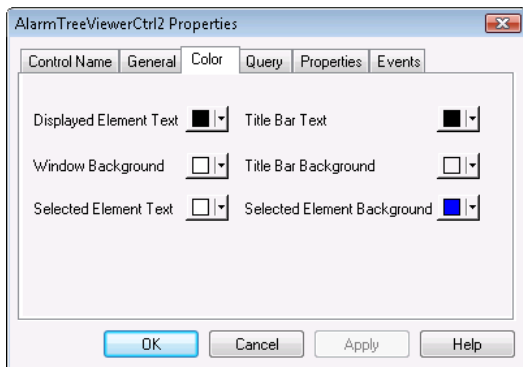 AlarmTreeViewerCtrl2 Properties
Control Name General Color Query Properties Events
Displayed Element Text Title Bar Text
Window Background Title Bar Background
Selected Element Text Selected Element Background
OK Cancel Apply Help